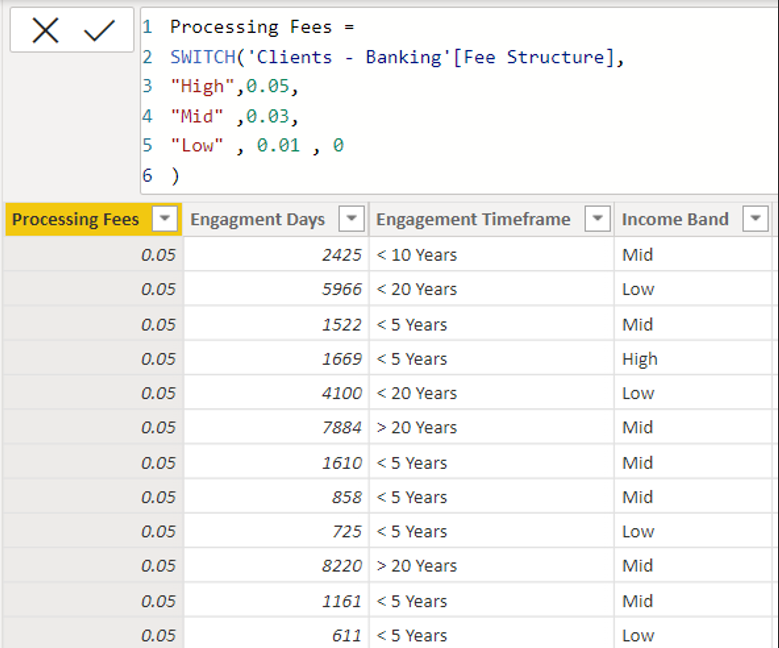 1 Processing Fees =
2 SWITCH('Clients - Banking'[Fee Structure],
3 "High",0.05,
4 "Mid" ,0.03,
5 "Low" , 0.01 , 0
6 )
Processing Fees Engagment Days Engagement Timeframe Income Band
0.05 2425 < 10 Years Mid
0.05 5966 < 20 Years Low
0.05 1522 < 5 Years Mid
0.05 1669 < 5 Years High
0.05 4100 < 20 Years Low
0.05 7884 > 20 Years Mid
0.05 1610 < 5 Years Mid
0.05 858 < 5 Years Mid
0.05 725 < 5 Years Low
0.05 8220 > 20 Years Mid
0.05 1161 < 5 Years Mid
0.05 611 < 5 Years Low